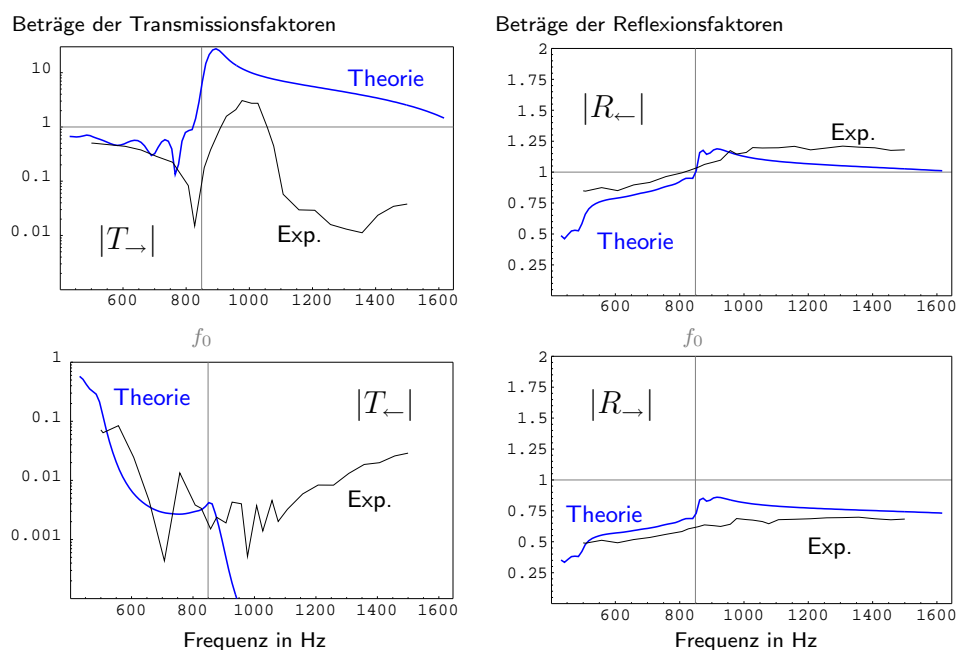 Beträge der Transmissionsfaktoren
10
1
0.1
0.01
Theorie
|T→|
Exp.
600 800 1000 1200 1400 1600
f₀
Beträge der Reflexionsfaktoren
2
1.75
1.5
1.25
1
0.75
0.5
0.25
|R←|
Exp.
Theorie
600 800 1000 1200 1400 1600
f₀
1
0.1
0.01
0.001
Theorie
|T←|
Exp.
600 800 1000 1200 1400 1600
Frequenz in Hz
2
1.75
1.5
1.25
1
0.75
0.5
0.25
|R→|
Theorie
Exp.
600 800 1000 1200 1400 1600
Frequenz in Hz